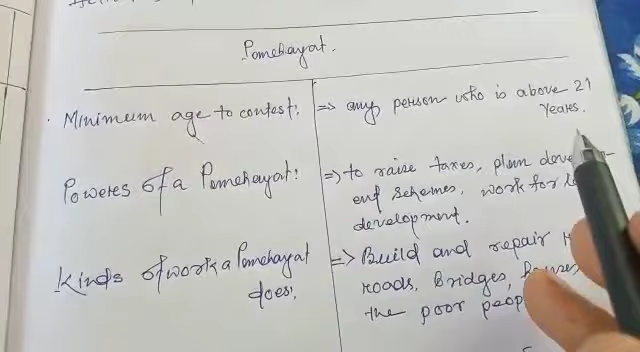 Pamchayat.
Minimum age to contest: => any person who is above 21
years.
Powers of a Pamchayat: => to raise taxes, plan
ent schemes, work for
development.
Kinds of work a Pamchayat => Build and repair
does. roads, bridges, houses
the poor